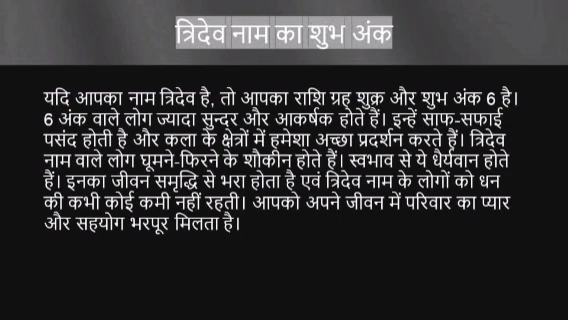 त्रिदेव नाम का शुभ अंक
यदि आपका नाम त्रिदेव है, तो आपका राशि ग्रह शुक्र और शुभ अंक 6 है।
6 अंक वाले लोग ज्यादा सुन्दर और आकर्षक होते हैं। इन्हें साफ-सफाई
पसंद होती है और कला के क्षेत्रों में हमेशा अच्छा प्रदर्शन करते हैं। त्रिदेव
नाम वाले लोग घूमने-फिरने के शौकीन होते हैं। स्वभाव से ये धैर्यवान होते
हैं। इनका जीवन समृद्धि से भरा होता है एवं त्रिदेव नाम के लोगों को धन
की कभी कोई कमी नहीं रहती। आपको अपने जीवन में परिवार का प्यार
और सहयोग भरपूर मिलता है।